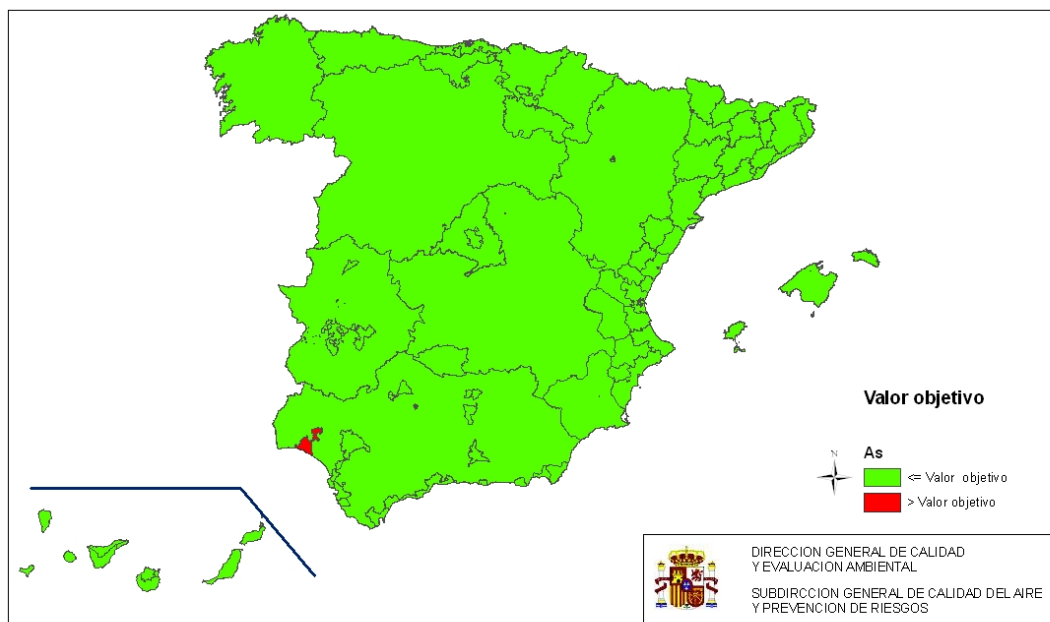 Valor objetivo
N
As
<= Valor objetivo
> Valor objetivo
DIRECCION GENERAL DE CALIDAD
Y EVALUACION AMBIENTAL
SUBDIRCCION GENERAL DE CALIDAD DEL AIRE
Y PREVENCION DE RIESGOS